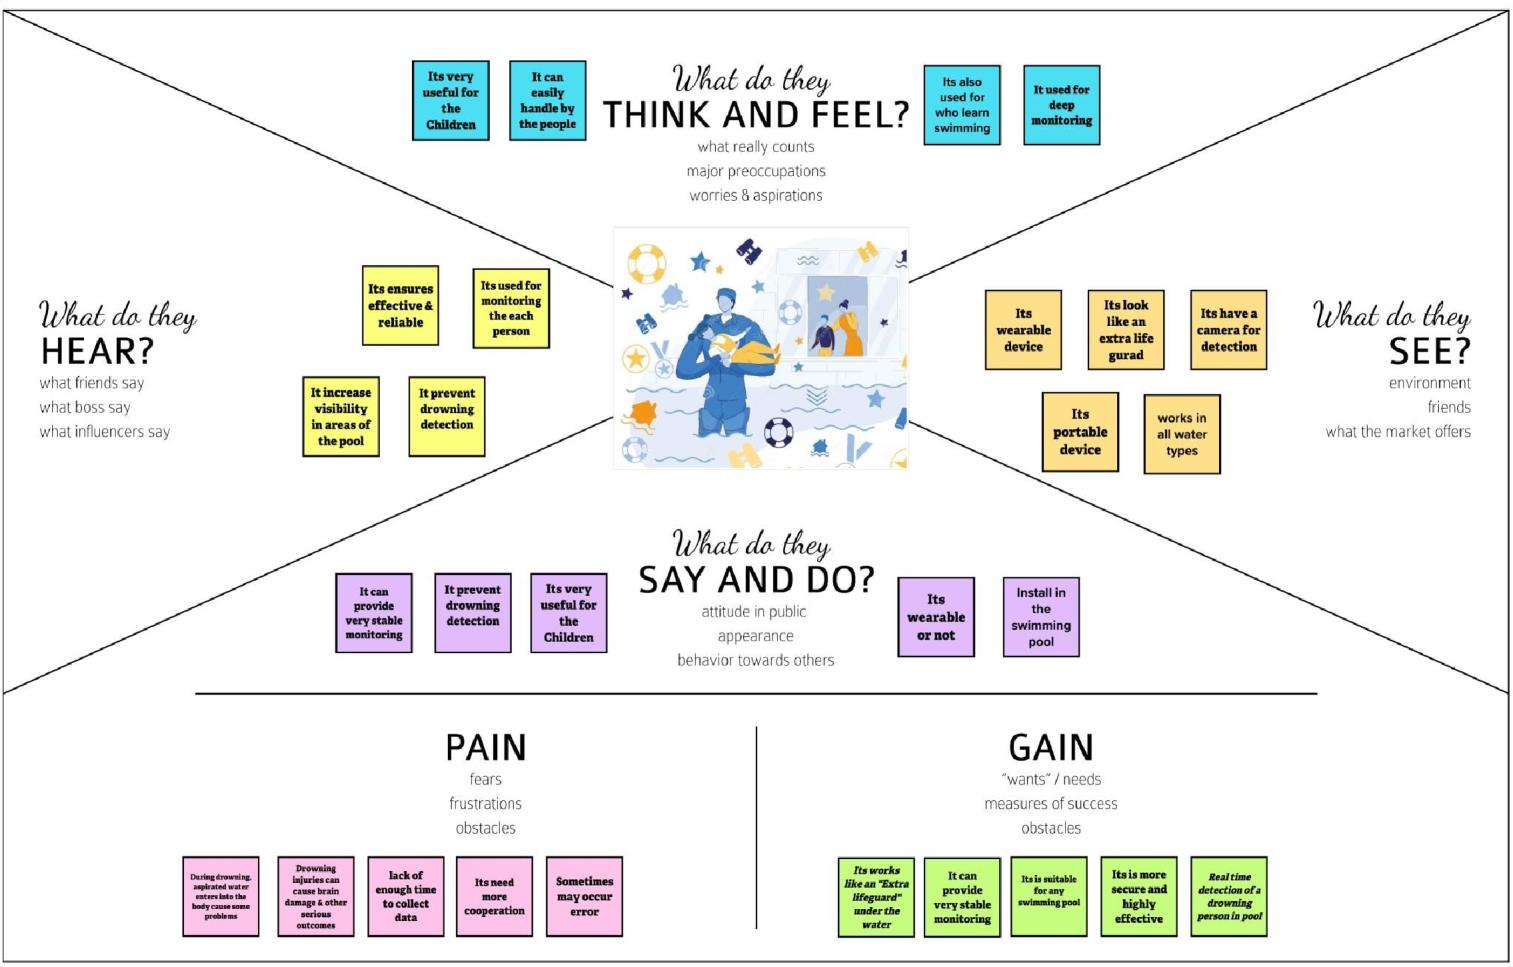 What do they
THINK AND FEEL?
what really counts
major preoccupations
worries & aspirations
Its very
useful for
the
Children
It can
easily
handle by
the people
Its also
used for
who learn
swimming
It used for
deep
monitoring
What do they
HEAR?
what friends say
what boss say
what influencers say
Its ensures
effective &
reliable
Its used for
monitoring
the each
person
It increase
visibility
in areas of
the pool
It prevent
drowning
detection
What do they
SEE?
environment
friends
what the market offers
Its
wearable
device
Its look
like an
extra life
gurad
Its have a
camera for
detection
Its
portable
device
works in
all water
types
What do they
SAY AND DO?
attitude in public
appearance
behavior towards others
It can
provide
very stable
monitoring
It prevent
drowning
detection
Its very
useful for
the
Children
Its
wearable
or not
Install in
the
swimming
pool
PAIN
fears
frustrations
obstacles
During drowning,
aspirated water
enters into the
body cause some
problems
Drowning
injuries can
cause brain
damage & other
serious
outcomes
lack of
enough time
to collect
data
Its need
more
cooperation
Sometimes
may occur
error
GAIN
"wants" / needs
measures of success
obstacles
Its works
like an "Extra
lifeguard"
under the
water
It can
provide
very stable
monitoring
Its is suitable
for any
swimming pool
Its is more
secure and
highly
effective
Real time
detection of a
drowning
person in pool